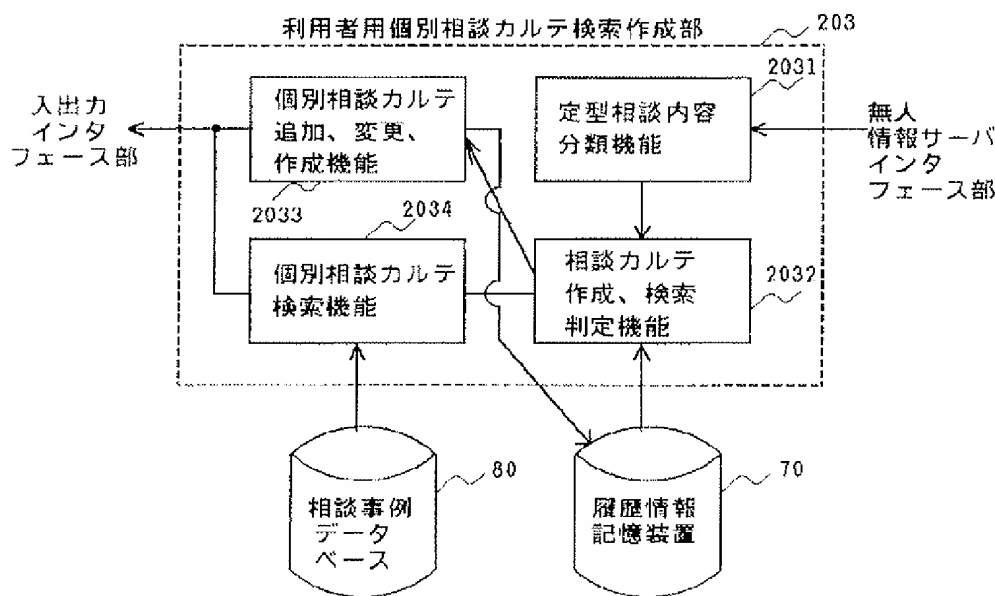 利用者用個別相談カルテ検索作成部
203
入出力
インタ
フェース部
個別相談カルテ
追加、変更、
作成機能
2033
2031
定型相談内容
分類機能
無人
情報サーバ
インタ
フェース部
2034
個別相談カルテ
検索機能
相談カルテ
作成、検索
判定機能
2032
80
相談事例
データ
ベース
70
履歴情報
記憶装置